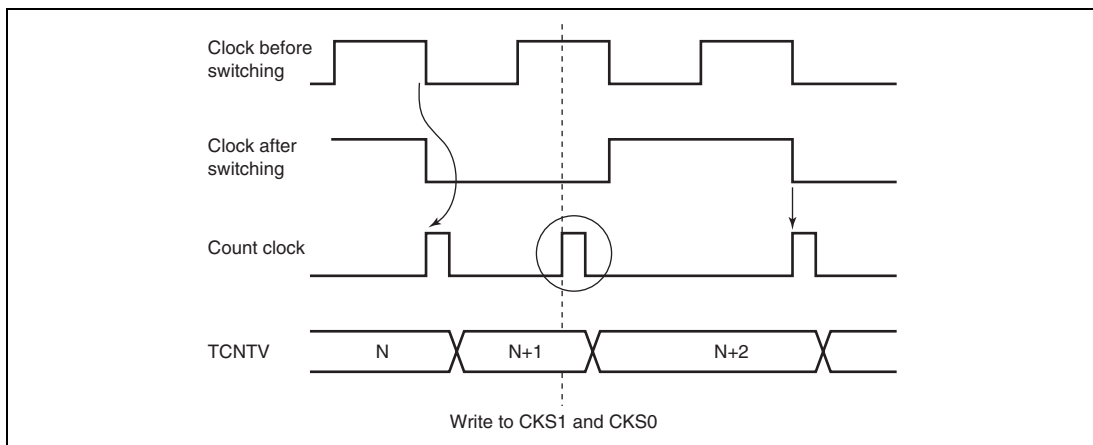 Clock before
switching
Clock after
switching
Count clock
TCNTV
N
N+1
N+2
Write to CKS1 and CKS0